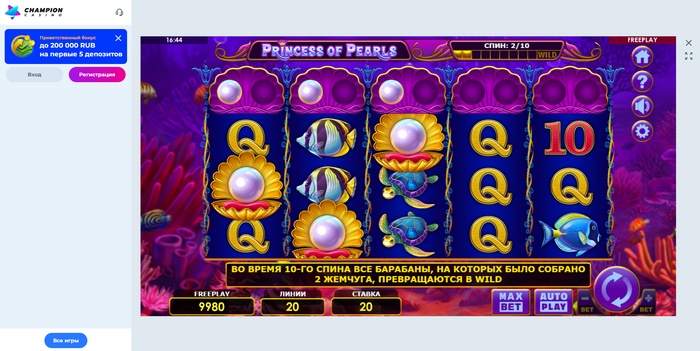 CHAMPION
CASINO
Приветственный бонус
до 200 000 RUB
на первые 5 депозитов
Вход
Регистрация
Все игры
16:44
FREEPLAY
PRINCESS OF PEARLS
СПИН: 2/10
WILD
?
Q
10
Q
Q
Q
Q
ВО ВРЕМЯ 10-ГО СПИНА ВСЕ БАРАБАНЫ, НА КОТОРЫХ БЫЛО СОБРАНО
2 ЖЕМЧУГА, ПРЕВРАЩАЮТСЯ В WILD
FREEPLAY
9980
ЛИНИИ
20
СТАВКА
20
MAX
BET
AUTO
PLAY
BET
BET